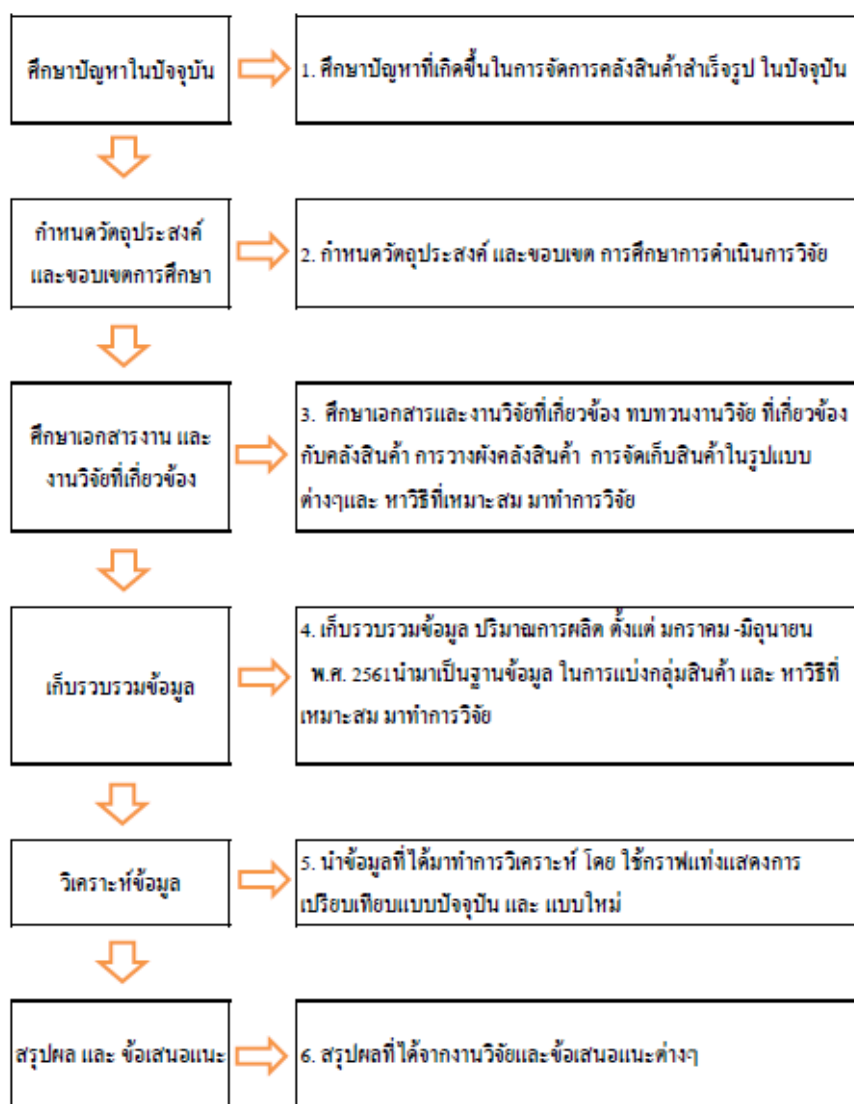 ศึกษาปัญหาในปัจจุบัน
1. ศึกษาปัญหาที่เกิดขึ้นในการจัดการคลังสินค้าสำเร็จรูป ในปัจุปัน
กำหนดวัตถุประสงค์
และขอบเขตการศึกษา
2. กำหนดวัตถุประสงค์ และขอบเขต การศึกษาการดำเนินการวิจัย
ศึกษาเอกสารงาน และ
งานวิจัยที่เกี่ยวข้อง
3. ศึกษาเอกสารและงานวิจัยที่เกี่ยวข้อง ทบทวนงานวิจัย ที่เกี่ยวข้อง
กับคลังสินค้า การวางผังคลังสินค้า การจัดเก็บสินค้าในรูปแบบ
ต่างๆและ หาวิธีที่เหมาะสม มาทำการวิจัย
เก็บรวบรวมข้อมูล
4. เก็บรวบรวมข้อมูล ปริมาณการผลิต ตั้งแต่ มกราคม -มิถุนายน
พ.ศ. 2561นำมาเป็นฐานข้อมูล ในการแบ่งกลุ่มสินค้า และ หาวิธีที่
เหมาะสม มาทำการวิจัย
วิเคราะห์ข้อมูล
5. นำข้อมูลที่ได้มาทำการวิเคราะห์ โดย ใช้กราฟแท่งแสดงการ
เปรียบเทียบแบบปัจจุปัน และ แบบใหม่
สรุปผล และ ข้อเสนอแนะ
6. สรุปผลที่ได้จากงานวิจัยและข้อเสนอแนะต่างๆ